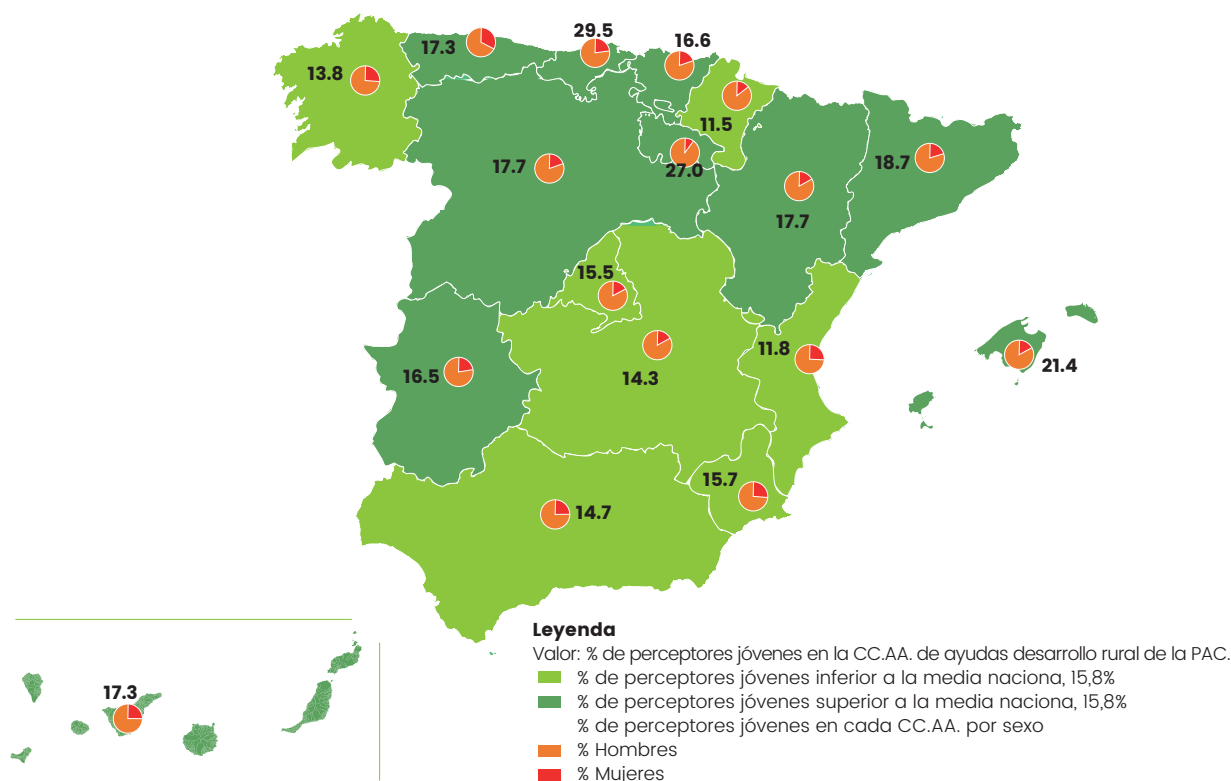 29.5
17.3
16.6
13.8
11.5
17.7
27.0
18.7
17.7
15.5
11.8
16.5
14.3
21.4
15.7
14.7
17.3
Leyenda
Valor: % de perceptores jóvenes en la CC.AA. de ayudas desarrollo rural de la PAC.
% de perceptores jóvenes inferior a la media naciona, 15,8%
% de perceptores jóvenes superior a la media naciona, 15,8%
% de perceptores jóvenes en cada CC.AA. por sexo
% Hombres
% Mujeres